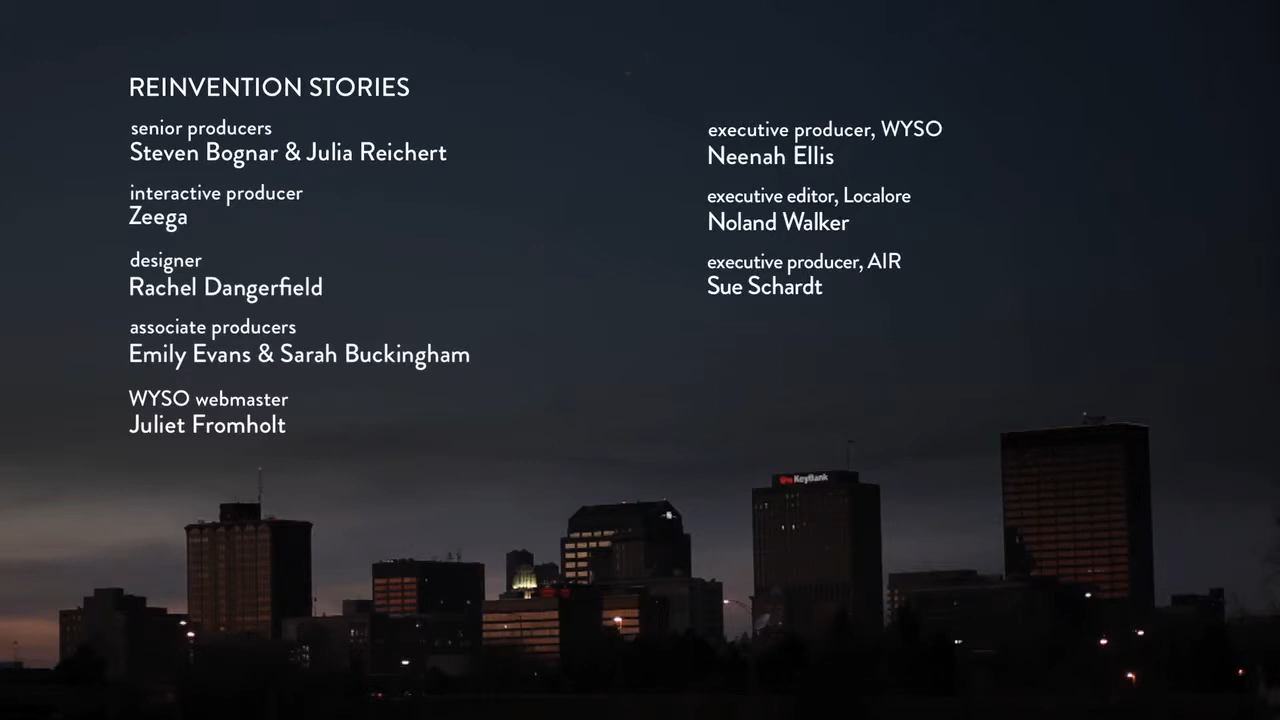 REINVENTION STORIES
senior producers
Steven Bognar & Julia Reichert
interactive producer
Zeega
designer
Rachel Dangerfield
associate producers
Emily Evans & Sarah Buckingham
WYSO webmaster
Juliet Fromholt
executive producer, WYSO
Neenah Ellis
executive editor, Localore
Noland Walker
executive producer, AIR
Sue Schardt
KeyBank